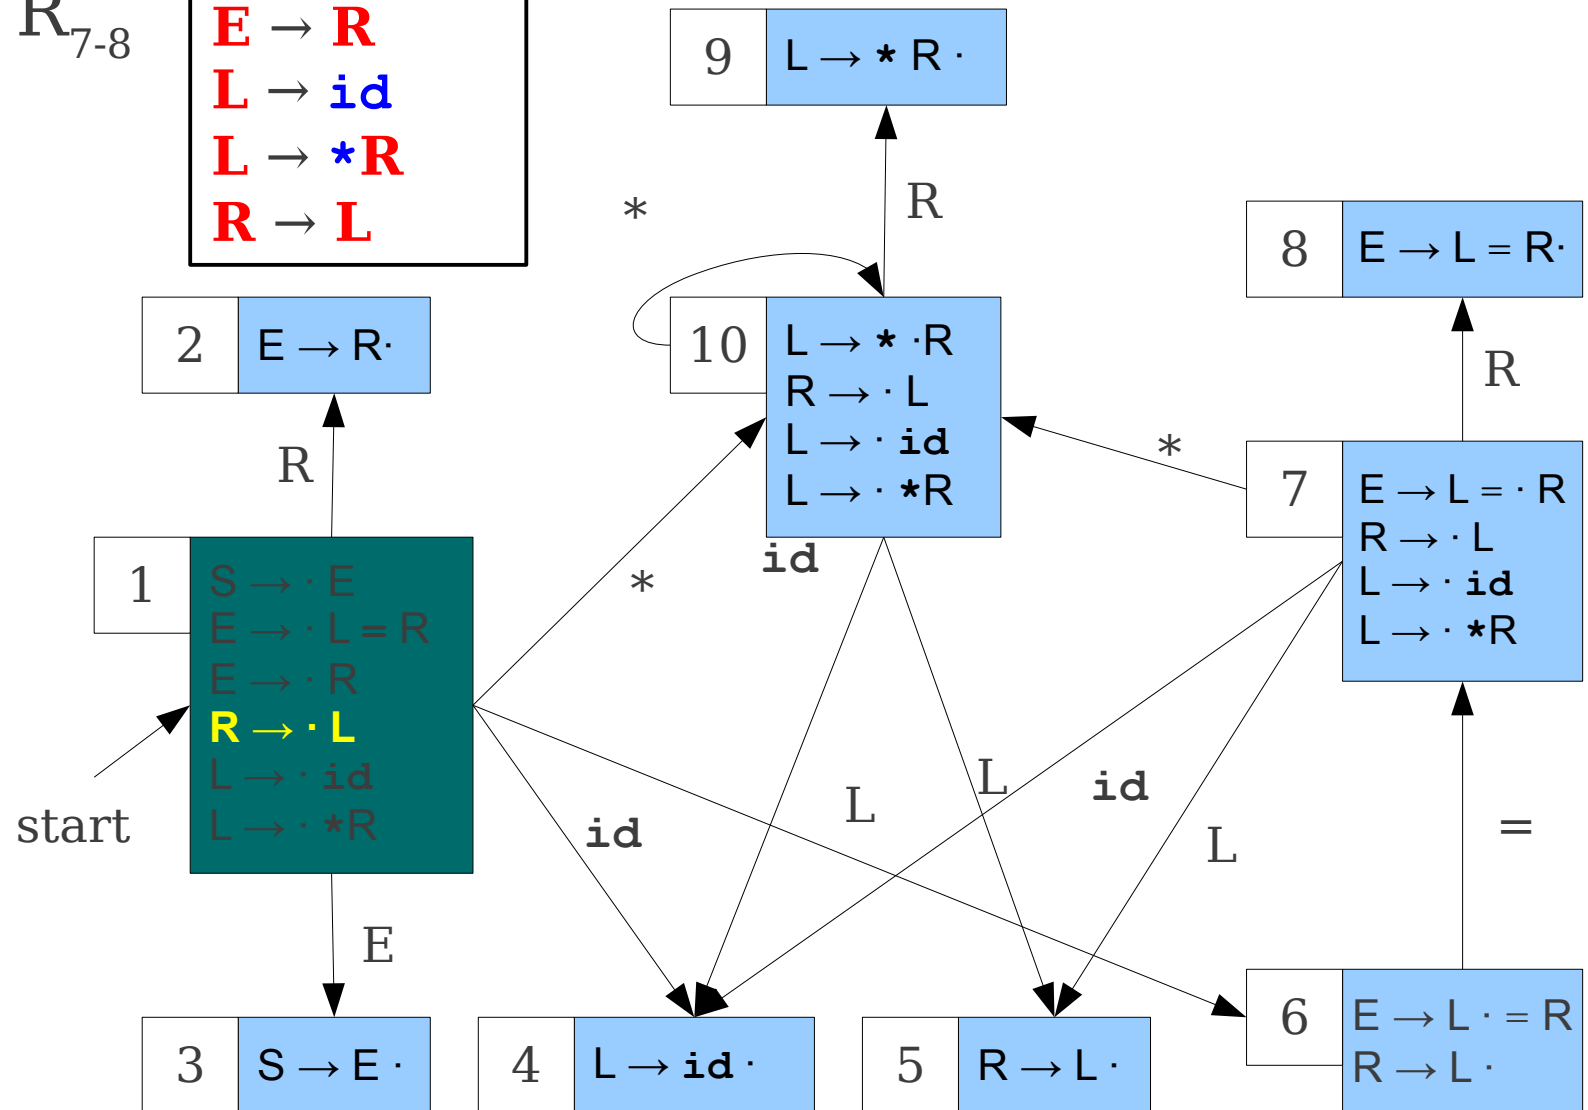 R7-8
E → R
L → id
L → *R
R → L
9
L → * R ·
*
R
8
E → L = R·
2
E → R·
10
L → * ·R
R → · L
L → · id
L → · *R
R
*
7
E → L = · R
R → · L
L → · id
L → · *R
R
1
S → · E
E → · L = R
E → · R
R → · L
L → · id
L → · *R
id
*
start
id
L
L
id
L
=
E
3
S → E ·
4
L → id ·
5
R → L ·
6
E → L · = R
R → L ·